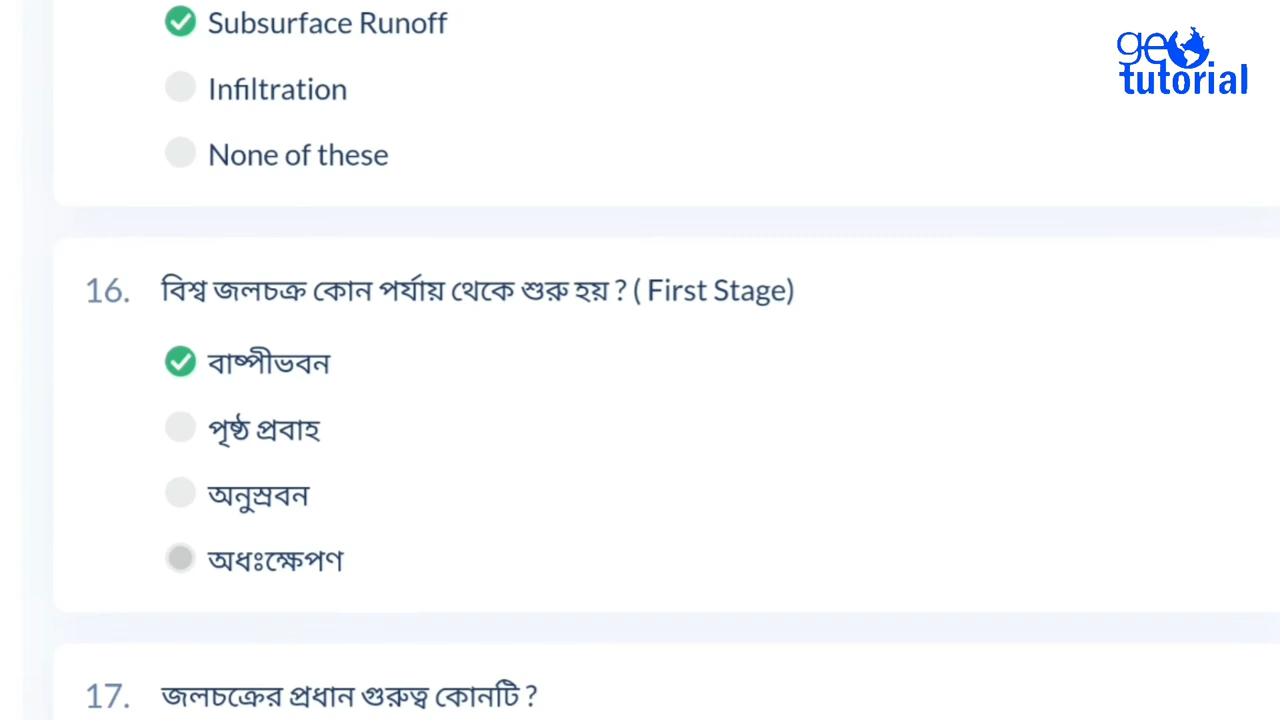 Subsurface Runoff
geo
tutorial
Infiltration
None of these
16. বিশ্ব জলচক্র কোন পর্যায় থেকে শুরু হয় ? ( First Stage)
বাষ্পীভবন
পৃষ্ঠ প্রবাহ
অনুস্রবন
অধঃক্ষেপণ
17. জলচক্রের প্রধান গুরুত্ব কোনটি ?